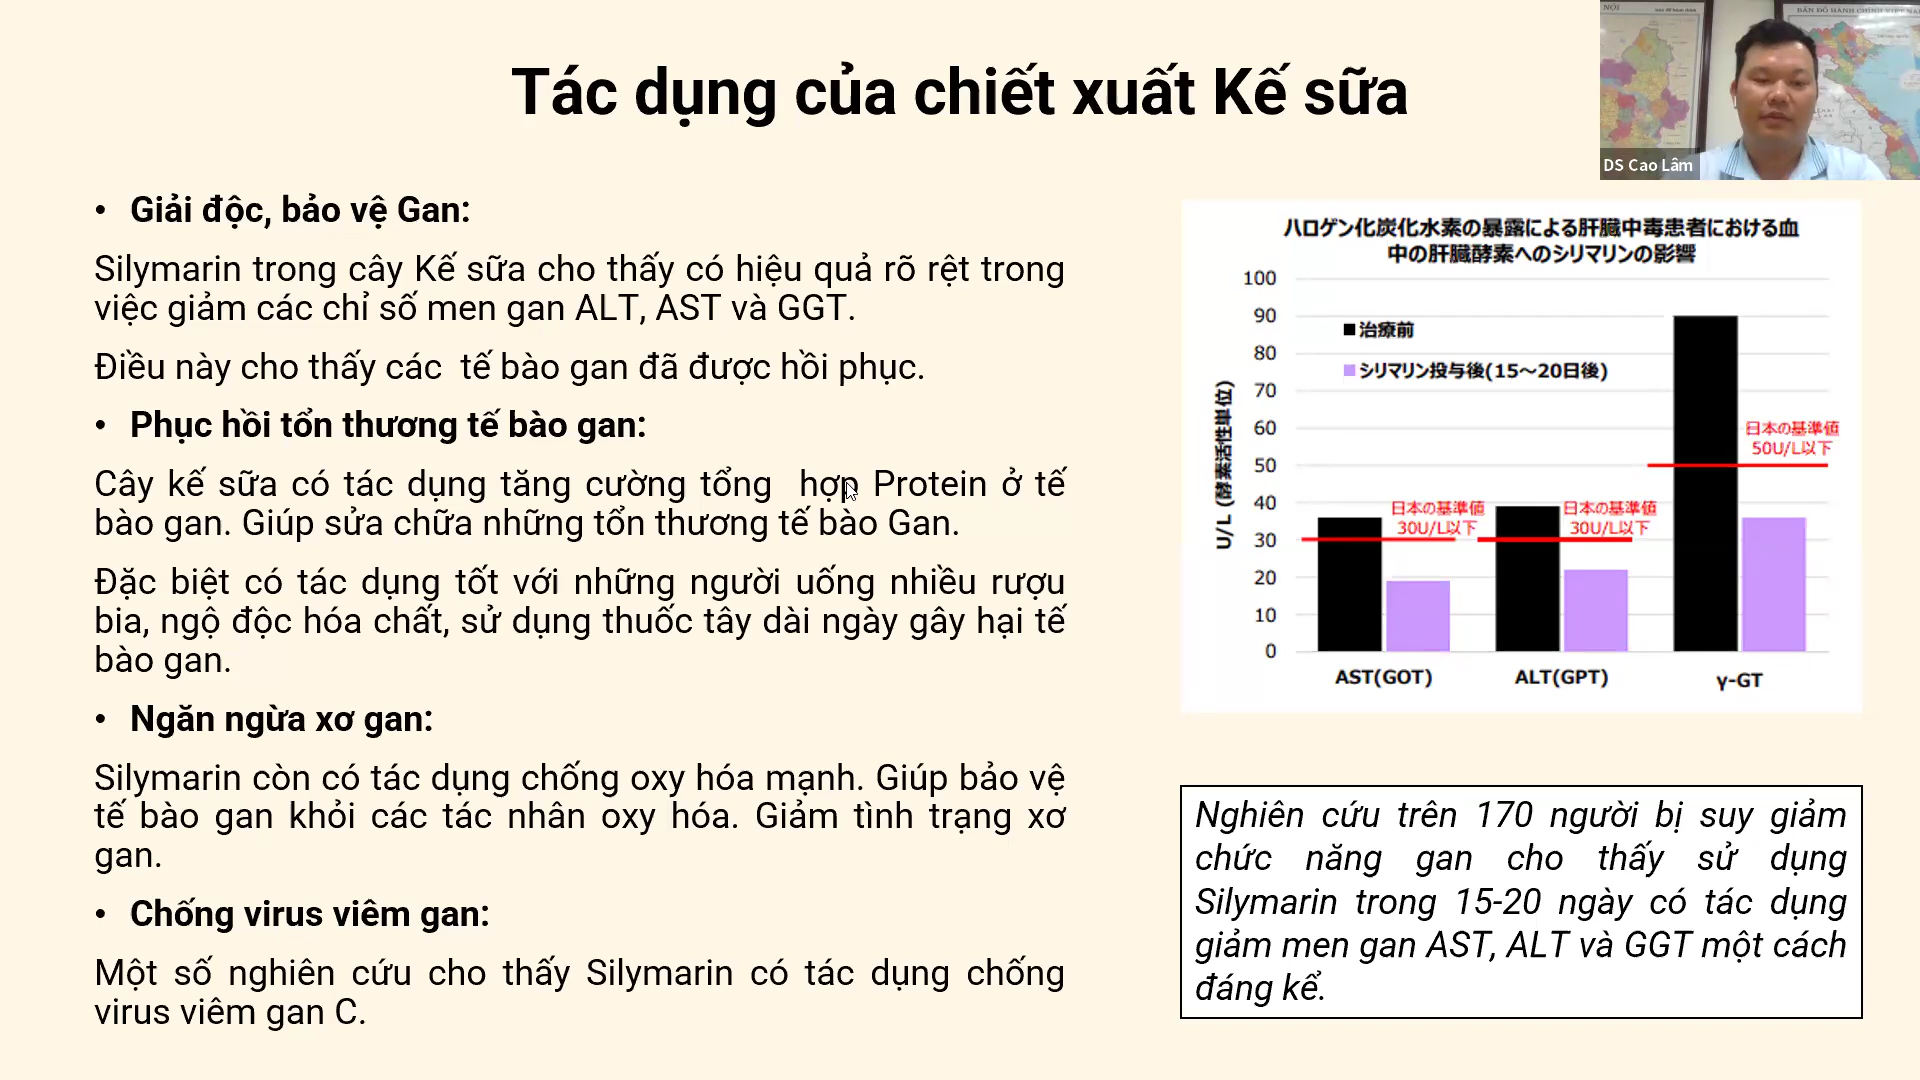 Tác dụng của chiết xuất Kế sữa
NỘI
BẢN ĐỒ HÀNH CHÍNH VIỆT NAM
DS Cao Lâm
• Giải độc, bảo vệ Gan:
Silymarin trong cây Kế sữa cho thấy có hiệu quả rõ rệt trong
việc giảm các chỉ số men gan ALT, AST và GGT.
Điều này cho thấy các tế bào gan đã được hồi phục.
• Phục hồi tổn thương tế bào gan:
Cây kế sữa có tác dụng tăng cường tổng hợp Protein ở tế
bào gan. Giúp sửa chữa những tổn thương tế bào Gan.
Đặc biệt có tác dụng tốt với những người uống nhiều rượu
bia, ngộ độc hóa chất, sử dụng thuốc tây dài ngày gây hại tế
bào gan.
• Ngăn ngừa xơ gan:
Silymarin còn có tác dụng chống oxy hóa mạnh. Giúp bảo vệ
tế bào gan khỏi các tác nhân oxy hóa. Giảm tình trạng xơ
gan.
• Chống virus viêm gan:
Một số nghiên cứu cho thấy Silymarin có tác dụng chống
virus viêm gan C.
ハロゲン化炭化水素の暴露による肝臓中毒患者における血
中の肝臓酵素へのシリマリンの影響
U/L (酵素活性単位)
100
90
80
70
60
50
40
30
20
10
0
治療前
シリマリン投与後(15～20日後)
日本の基準値
30U/L以下
日本の基準値
30U/L以下
日本の基準値
50U/L以下
AST(GOT)
ALT(GPT)
γ-GT
Nghiên cứu trên 170 người bị suy giảm
chức năng gan cho thấy sử dụng
Silymarin trong 15-20 ngày có tác dụng
giảm men gan AST, ALT và GGT một cách
đáng kể.